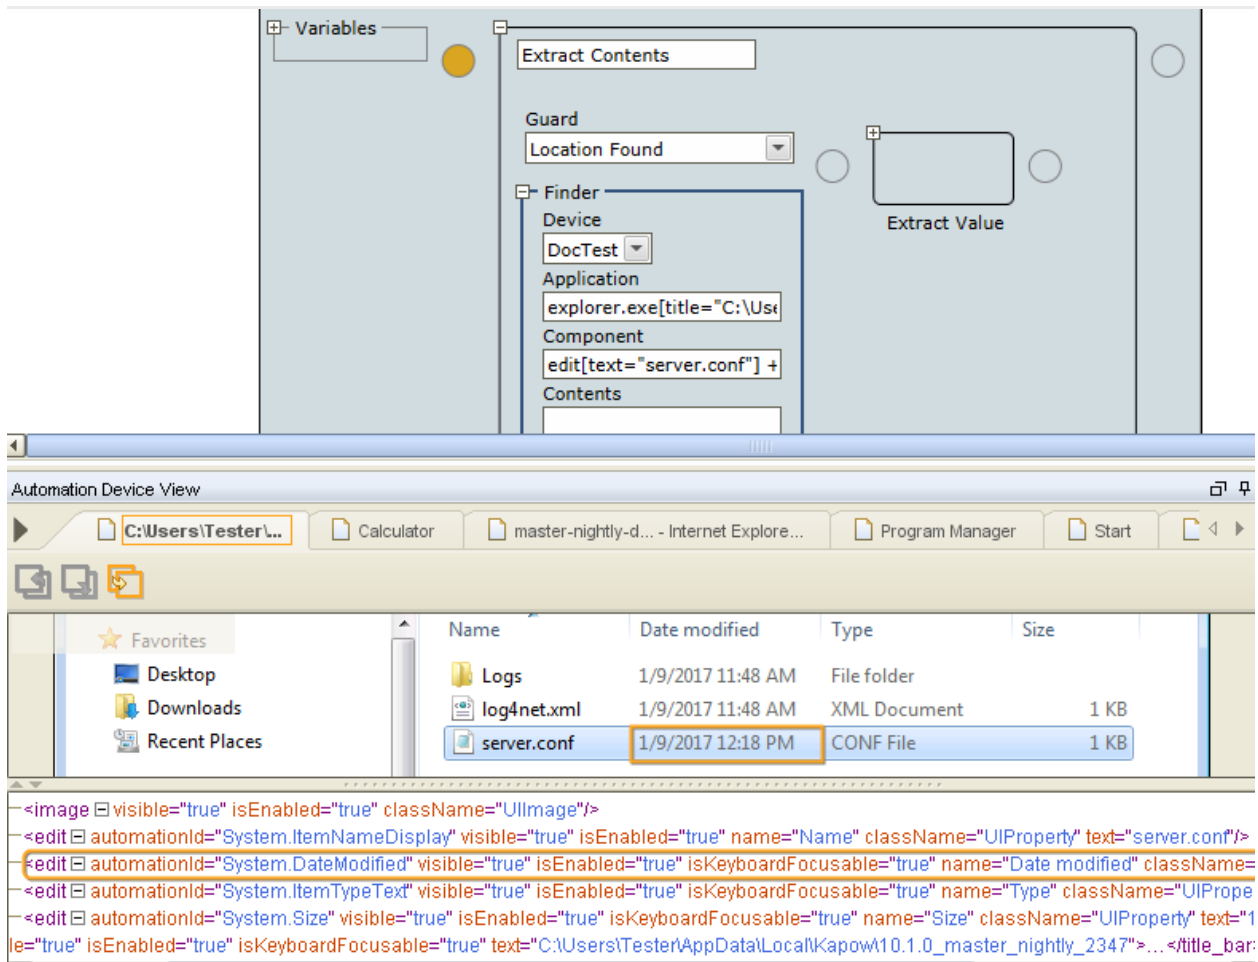 Variables
Extract Contents
Guard
Location Found
Finder
Device
DocTest
Application
explorer.exe[title="C:\Use
Component
edit[text="server.conf"] +
Contents
Extract Value
Automation Device View
C:\Users\Tester\... Calculator master-nightly-d... - Internet Explore... Program Manager Start
Favorites
Desktop
Downloads
Recent Places
Name Date modified Type Size
Logs 1/9/2017 11:48 AM File folder
log4net.xml 1/9/2017 11:48 AM XML Document 1 KB
server.conf 1/9/2017 12:18 PM CONF File 1 KB
<image visible="true" isEnabled="true" className="UIImage"/>
<edit automationId="System.ItemNameDisplay" visible="true" isEnabled="true" name="Name" className="UIProperty" text="server.conf"/>
<edit automationId="System.DateModified" visible="true" isEnabled="true" isKeyboardFocusable="true" name="Date modified" className=
<edit automationId="System.ItemTypeText" visible="true" isEnabled="true" isKeyboardFocusable="true" name="Type" className="UIPrope
<edit automationId="System.Size" visible="true" isEnabled="true" isKeyboardFocusable="true" name="Size" className="UIProperty" text="1
le="true" isEnabled="true" isKeyboardFocusable="true" text="C:\Users\Tester\AppData\Local\Kapow\10.1.0_master_nightly_2347">...</title_bar>